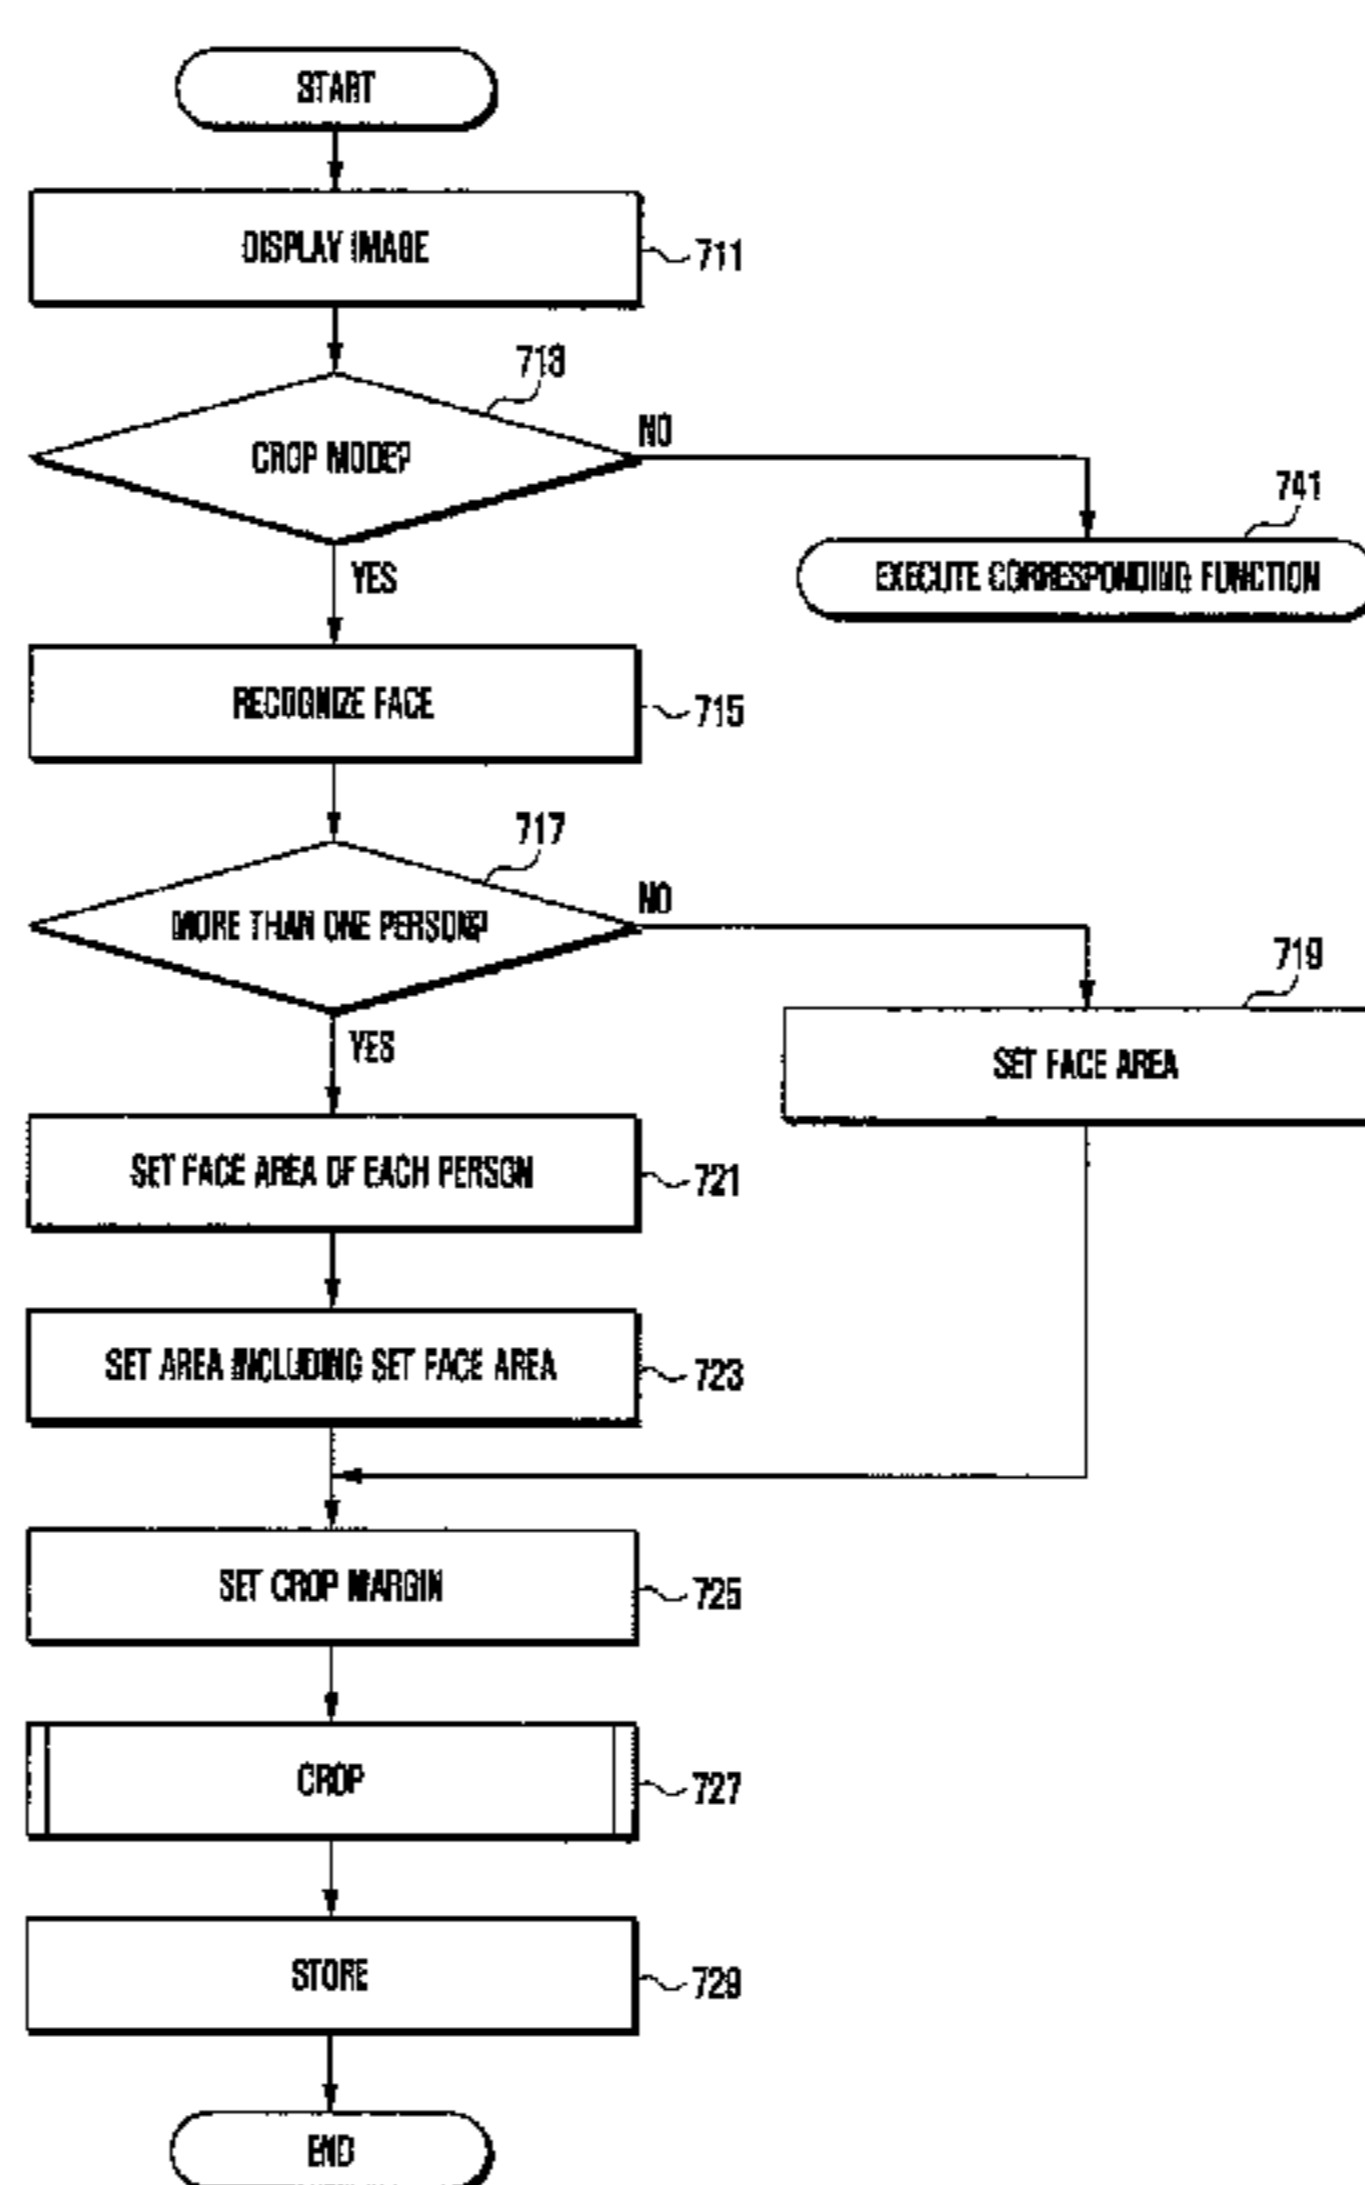 START
DISPLAY IMAGE
711
713
CROP MODE?
NO
741
EXECUTE CORRESPONDING FUNCTION
YES
RECOGNIZE FACE
715
717
MORE THAN ONE PERSON?
NO
719
SET FACE AREA
YES
SET FACE AREA OF EACH PERSON
721
SET AREA INCLUDING SET FACE AREA
723
SET CROP MARGIN
725
CROP
727
STORE
729
END